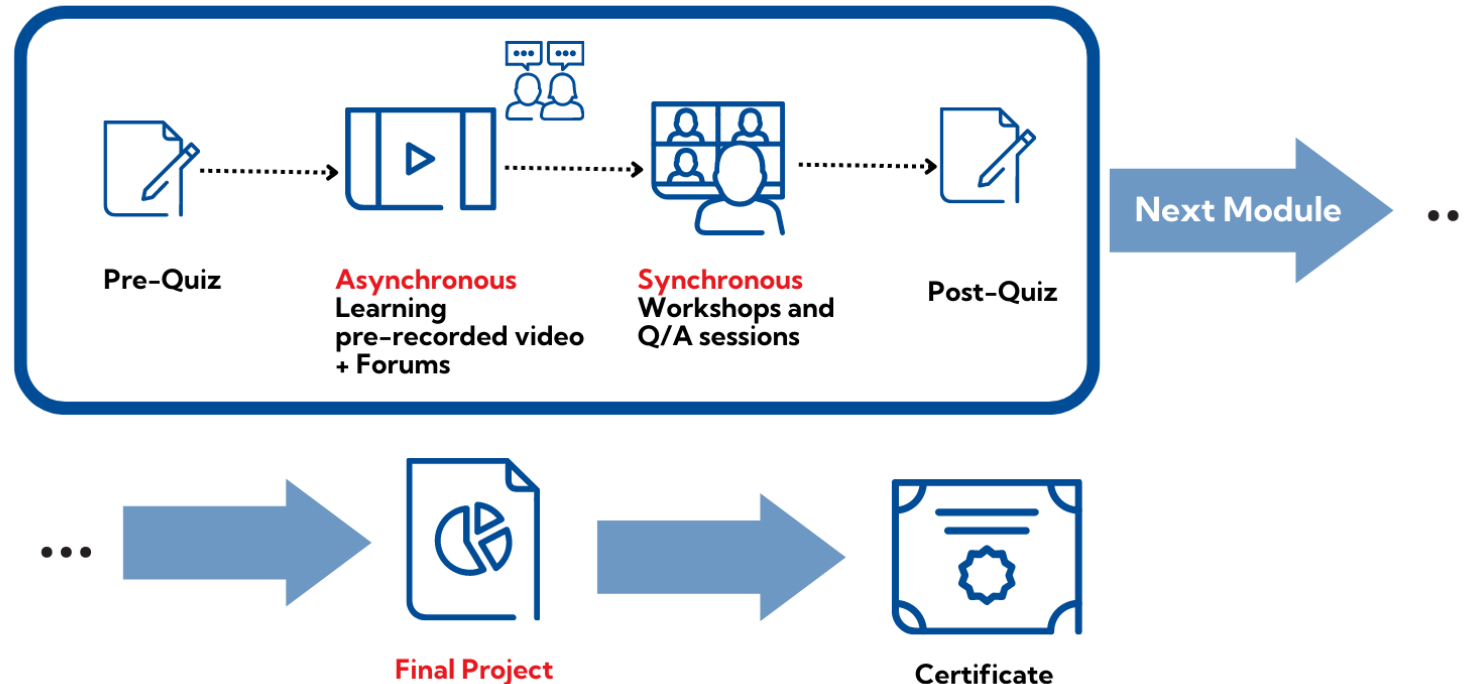 Pre-Quiz
Asynchronous
Learning
pre-recorded video
+ Forums
Synchronous
Workshops and
Q/A sessions
Post-Quiz
Next Module
..
...
Final Project
Certificate